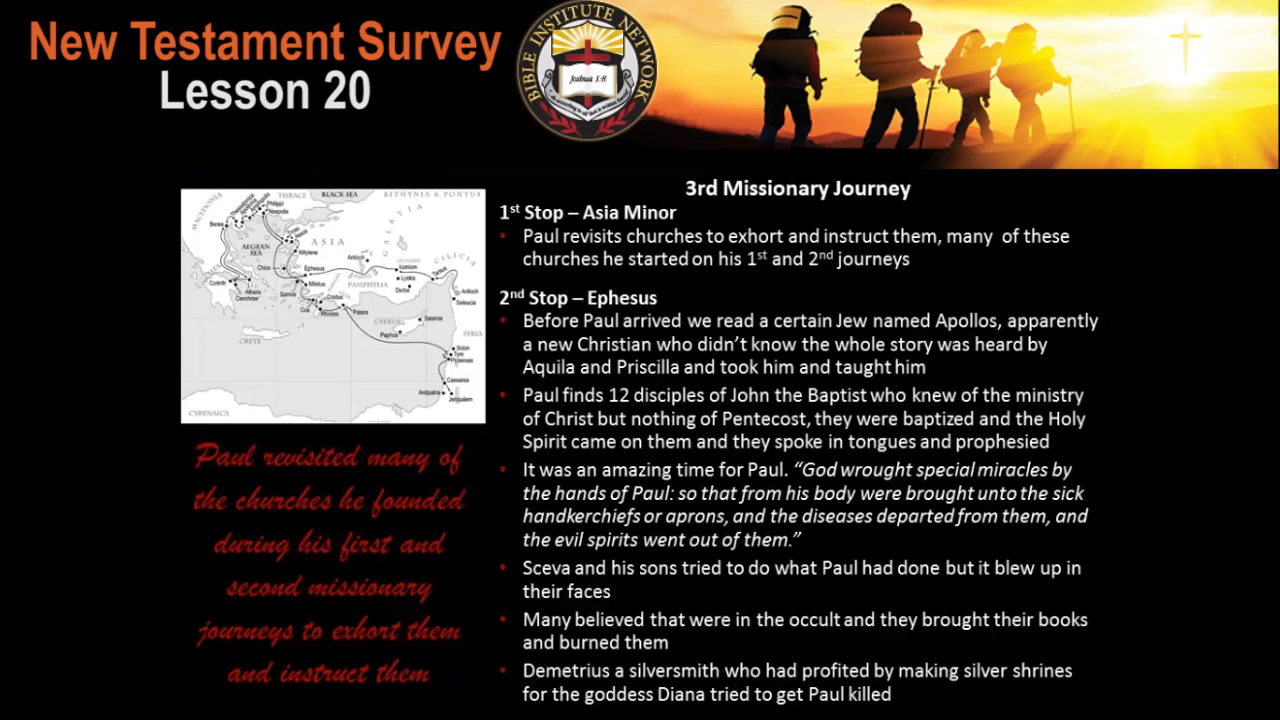 New Testament Survey
Lesson 20
BIBLE INSTITUTE NETWORK
Joshua 1:8
MACEDONIA
THRACE
BLACK SEA
BITHYNIA & PONTUS
Philippi
Neapolis
Berea
AEGEAN
SEA
ASIA
GALATIA
Mitylene
Chios
Ephesus
Antioch
Iconium
CILICIA
Lystra
Derbe
Tarsus
Corinth
Athens
Cenchrea
Samos
Miletus
PAMPHYLIA
Antioch
Seleucia
Cos
Cnidus
Rhodes
Patara
CYPRUS
Salamis
Paphos
SYRIA
CRETE
Sidon
Tyre
Ptolemais
Caesarea
Antipatris
Jerusalem
CYRENAICA
Paul revisited many of
the churches he founded
during his first and
second missionary
journeys to exhort them
and instruct them
3rd Missionary Journey
1st Stop – Asia Minor
• Paul revisits churches to exhort and instruct them, many of these
churches he started on his 1st and 2nd journeys
2nd Stop – Ephesus
• Before Paul arrived we read a certain Jew named Apollos, apparently
a new Christian who didn’t know the whole story was heard by
Aquila and Priscilla and took him and taught him
• Paul finds 12 disciples of John the Baptist who knew of the ministry
of Christ but nothing of Pentecost, they were baptized and the Holy
Spirit came on them and they spoke in tongues and prophesied
• It was an amazing time for Paul. “God wrought special miracles by
the hands of Paul: so that from his body were brought unto the sick
handkerchiefs or aprons, and the diseases departed from them, and
the evil spirits went out of them.”
• Sceva and his sons tried to do what Paul had done but it blew up in
their faces
• Many believed that were in the occult and they brought their books
and burned them
• Demetrius a silversmith who had profited by making silver shrines
for the goddess Diana tried to get Paul killed